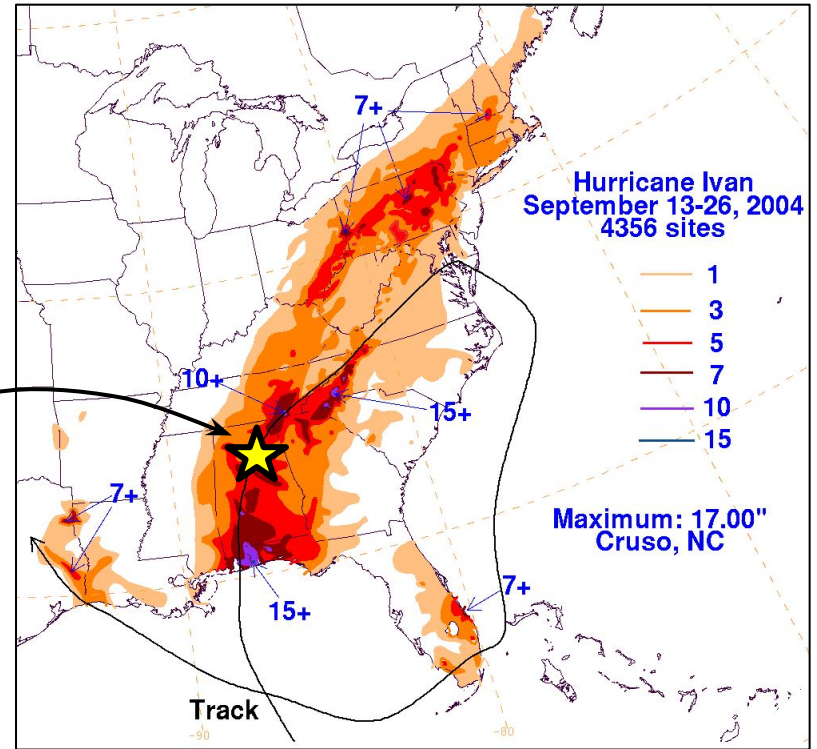 7+
Hurricane Ivan
September 13-26, 2004
4356 sites
1
3
5
7
10
15
10+
15+
7+
Maximum: 17.00"
Cruso, NC
7+
15+
Track
-90
-80